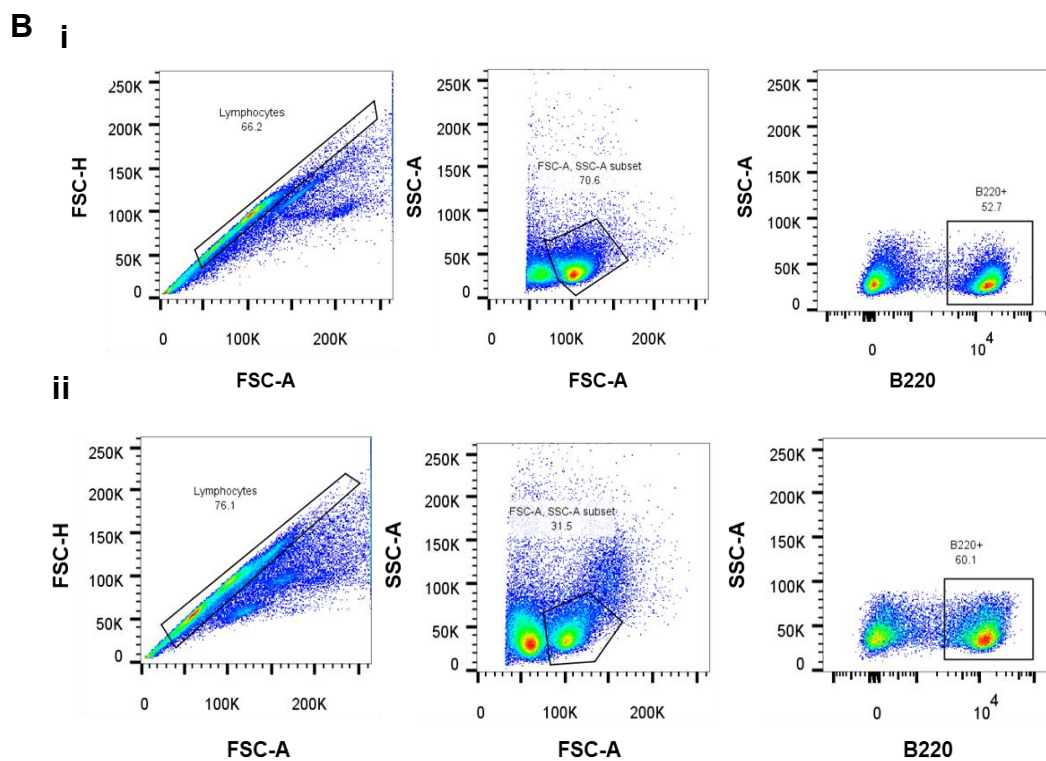 B
i
250K
200K
150K
100K
50K
0
FSC-H
Lymphocytes
66.2
0
100K
200K
FSC-A
250K
200K
150K
100K
50K
0
SSC-A
FSC-A, SSC-A subset
70.6
0
100K
200K
FSC-A
250K
200K
150K
100K
50K
0
SSC-A
B220+
52.7
0
10^4
B220
ii
250K
200K
150K
100K
50K
0
FSC-H
Lymphocytes
76.1
0
100K
200K
FSC-A
250K
200K
150K
100K
50K
0
SSC-A
FSC-A, SSC-A subset
31.5
0
100K
200K
FSC-A
250K
200K
150K
100K
50K
0
SSC-A
B220+
60.1
0
10^4
B220